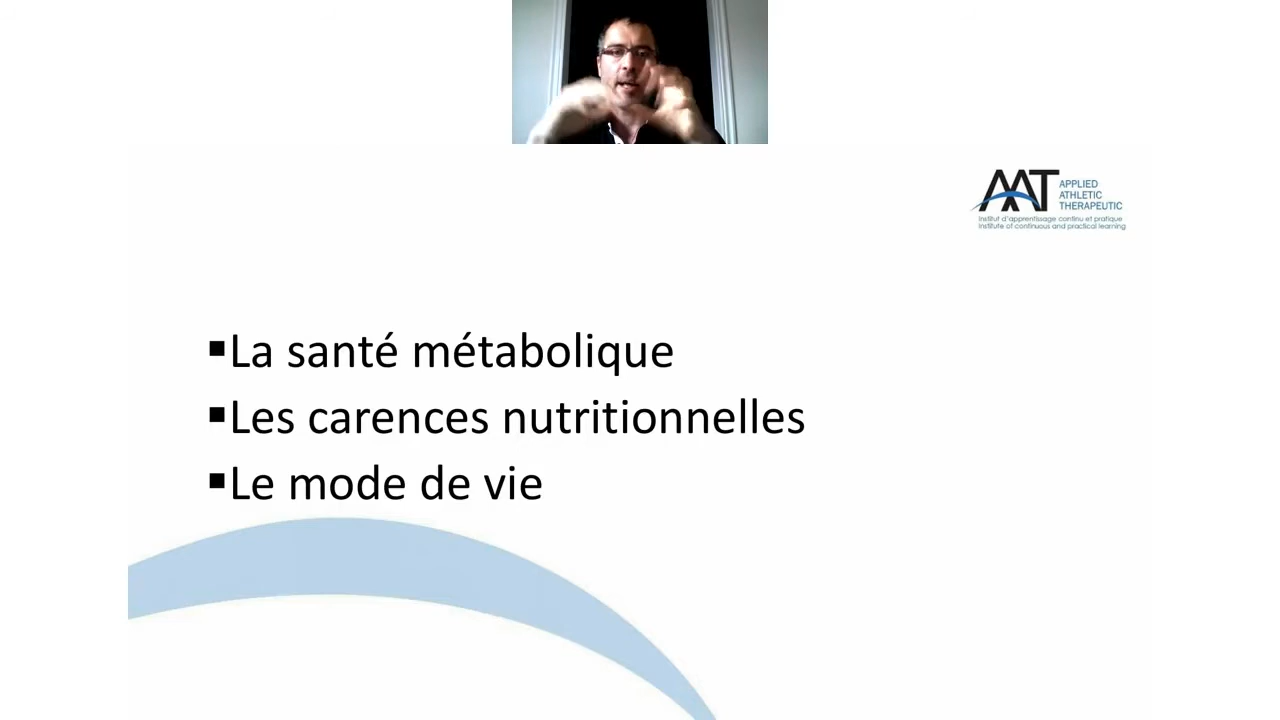 AAT APPLIED
ATHLETIC
THERAPEUTIC
Institut d'apprentissage continu et pratique
Institute of continuous and practical learning
▪La santé métabolique
▪Les carences nutritionnelles
▪Le mode de vie